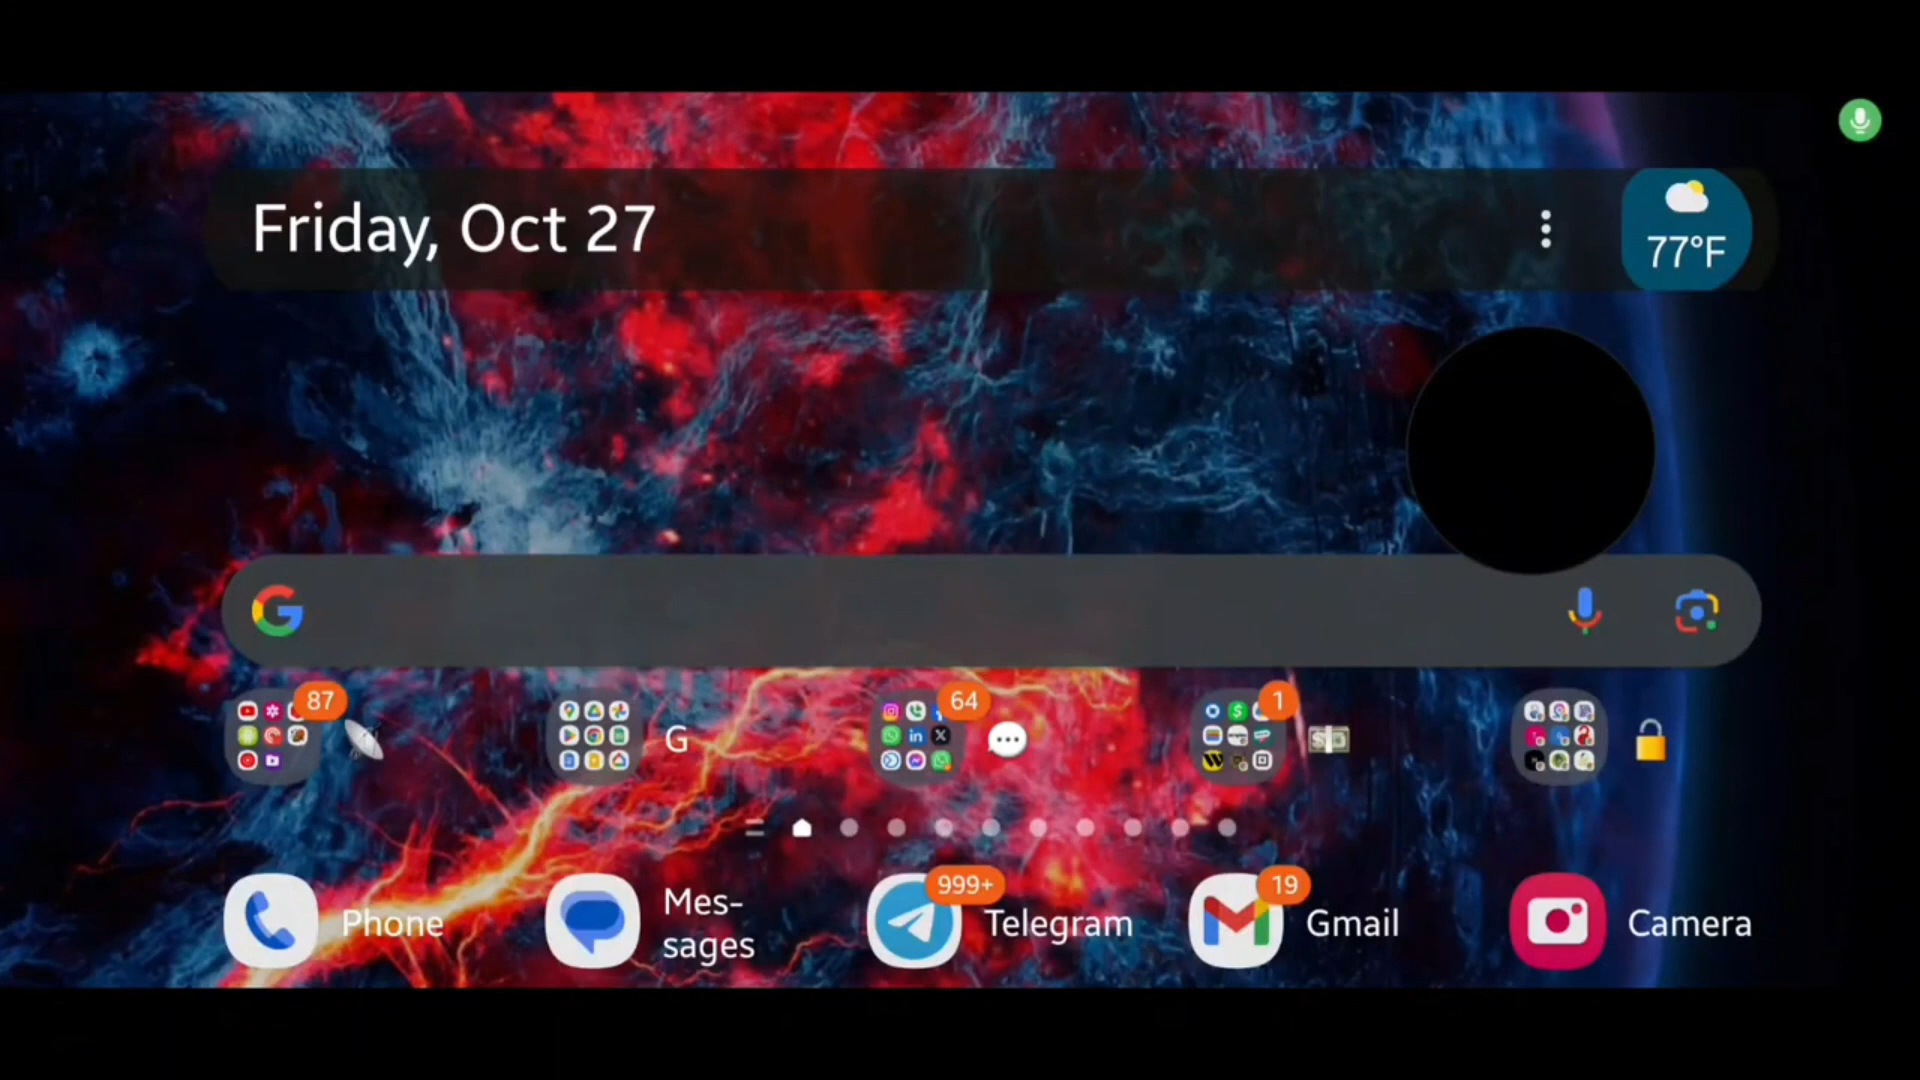 Friday, Oct 27
77°F
87
G
64
1
Phone
Mes-
sages
999+
Telegram
19
Gmail
Camera